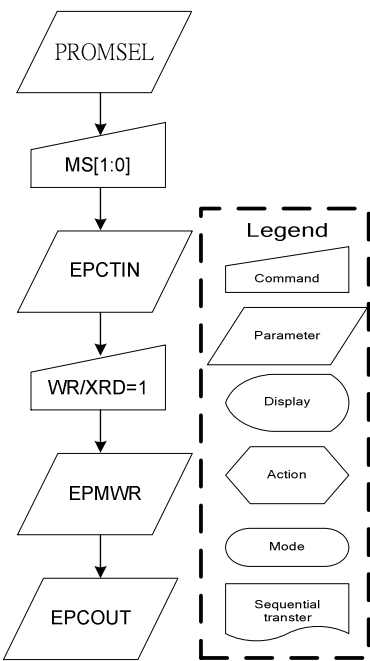 PROMSEL
MS[1:0]
EPCTIN
WR/XRD=1
EPMWR
EPCOUT
Legend
Command
Parameter
Display
Action
Mode
Sequential
transter